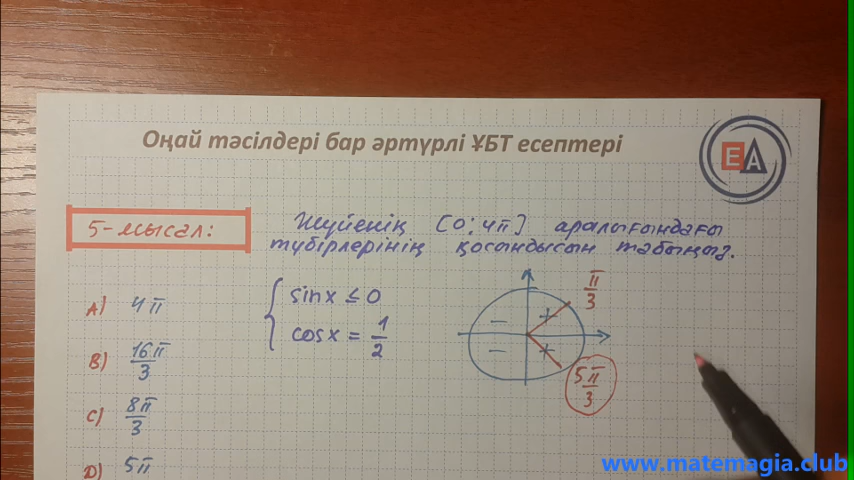 Оңай тәсілдері бар әртүрлі ҰБТ есептері
EA
5-мысал: Жүйенің [0; 4π] аралығындағы
түбірлерінің қосындысын табыңыз.
A) 4π
B) 16π/3
C) 8π/3
D) 5π
{ sinx ≤ 0
cosx = 1/2
π/3
− +
− +
5π/3
www.matemagia.club